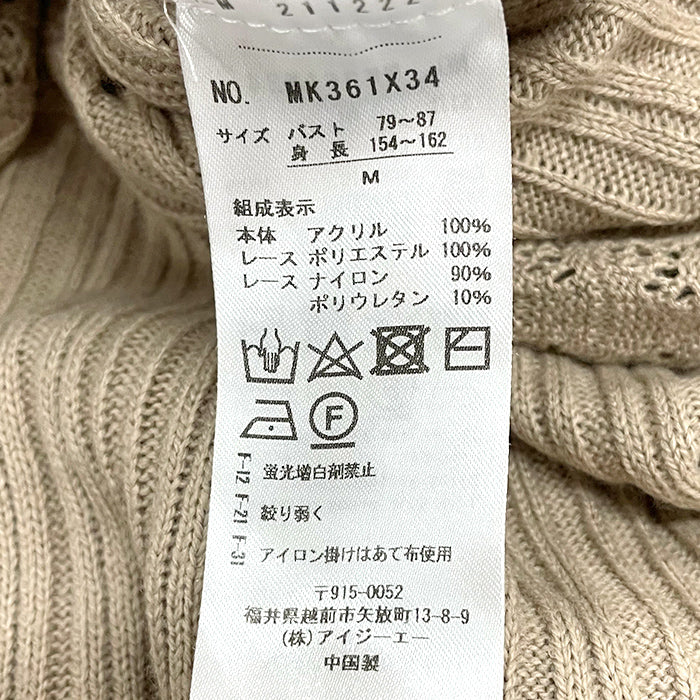 M 211222
NO. MK361X34
サイズ バスト 79～87
身長 154～162
M
組成表示
本体 アクリル 100%
レース ポリエステル 100%
レース ナイロン 90%
ポリウレタン 10%
F
F-12 F-21 F-31
蛍光増白剤禁止
絞り弱く
アイロン掛けはあて布使用
〒915-0052
福井県越前市矢放町13-8-9
(株)アイジーエー
中国製